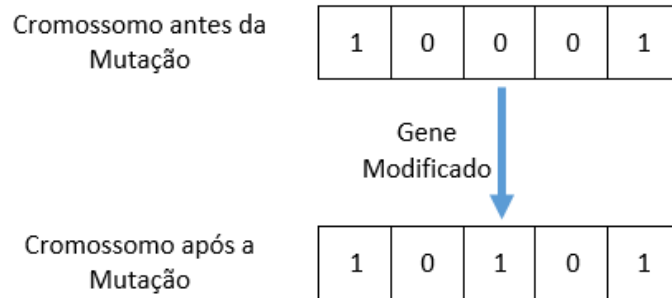 Cromossomo antes da
Mutação
1 0 0 0 1
Gene
Modificado
Cromossomo após a
Mutação
1 0 1 0 1